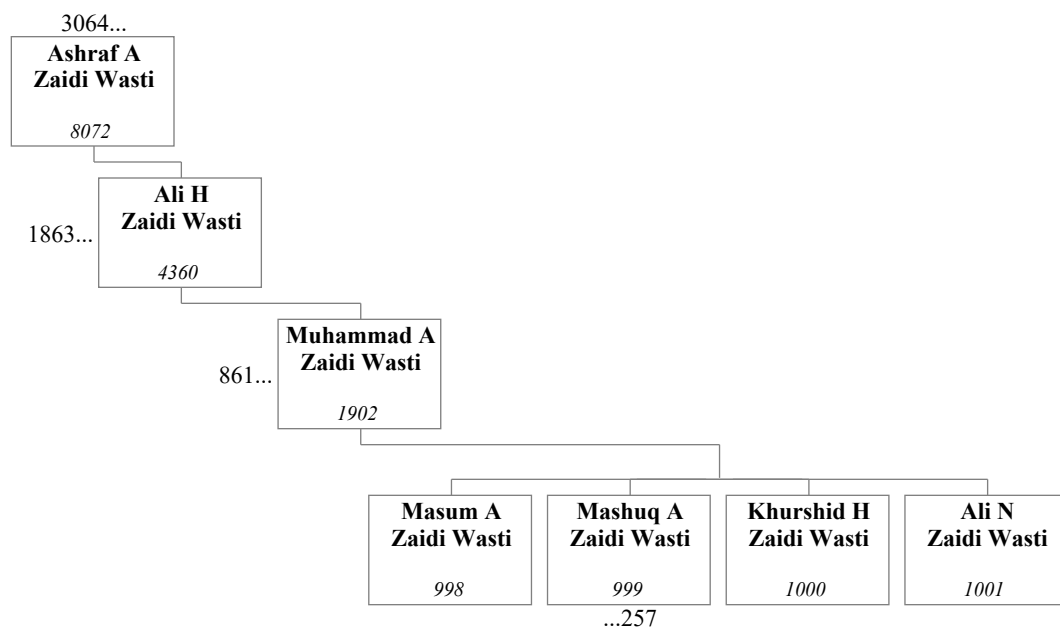 3064...
Ashraf A
Zaidi Wasti
8072
Ali H
Zaidi Wasti
1863...
4360
Muhammad A
Zaidi Wasti
861...
1902
Masum A
Zaidi Wasti
998
Mashuq A
Zaidi Wasti
999
...257
Khurshid H
Zaidi Wasti
1000
Ali N
Zaidi Wasti
1001